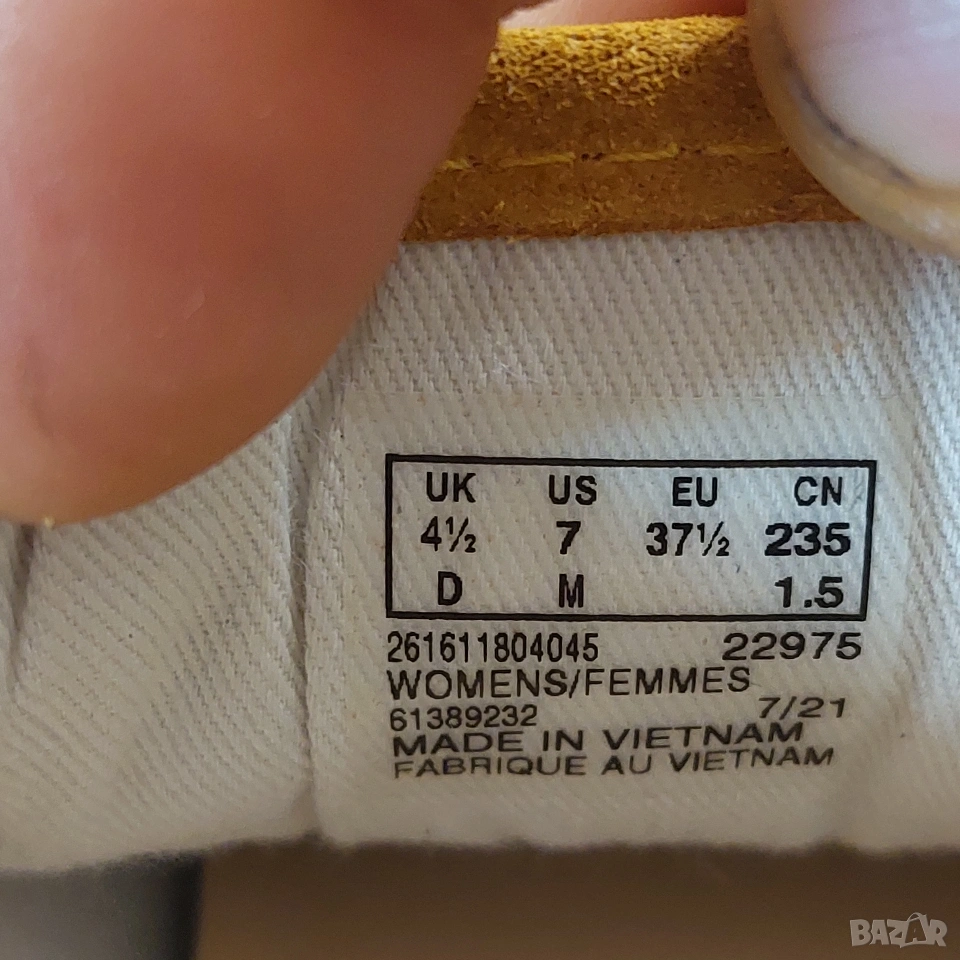 UK US EU CN
4½ 7 37½ 235
D M 1.5
261611804045 22975
WOMENS/FEMMES
61389232 7/21
MADE IN VIETNAM
FABRIQUE AU VIETNAM
BAZAR